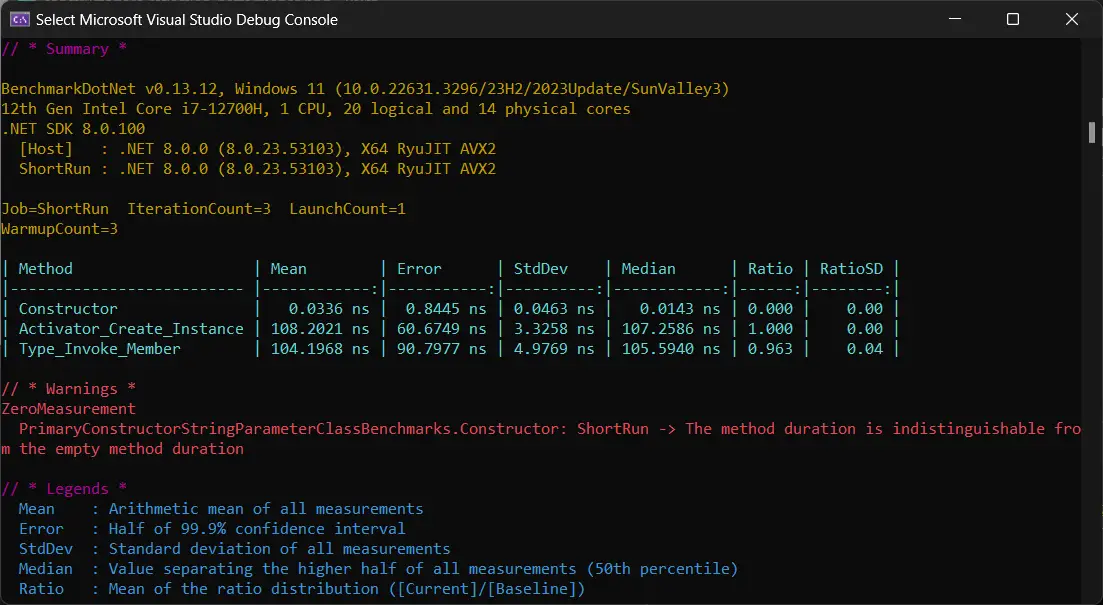 C:\ Select Microsoft Visual Studio Debug Console
// * Summary *
BenchmarkDotNet v0.13.12, Windows 11 (10.0.22631.3296/23H2/2023Update/SunValley3)
12th Gen Intel Core i7-12700H, 1 CPU, 20 logical and 14 physical cores
.NET SDK 8.0.100
  [Host]   : .NET 8.0.0 (8.0.23.53103), X64 RyuJIT AVX2
  ShortRun : .NET 8.0.0 (8.0.23.53103), X64 RyuJIT AVX2
Job=ShortRun  IterationCount=3  LaunchCount=1
WarmupCount=3
| Method                    | Mean        | Error      | StdDev    | Median      | Ratio | RatioSD |
|-------------------------- |------------:|-----------:|----------:|------------:|------:|--------:|
| Constructor               |   0.0336 ns |  0.8445 ns | 0.0463 ns |   0.0143 ns | 0.000 |    0.00 |
| Activator_Create_Instance | 108.2021 ns | 60.6749 ns | 3.3258 ns | 107.2586 ns | 1.000 |    0.00 |
| Type_Invoke_Member        | 104.1968 ns | 90.7977 ns | 4.9769 ns | 105.5940 ns | 0.963 |    0.04 |
// * Warnings *
ZeroMeasurement
  PrimaryConstructorStringParameterClassBenchmarks.Constructor: ShortRun -> The method duration is indistinguishable fro
m the empty method duration
// * Legends *
  Mean    : Arithmetic mean of all measurements
  Error   : Half of 99.9% confidence interval
  StdDev  : Standard deviation of all measurements
  Median  : Value separating the higher half of all measurements (50th percentile)
  Ratio   : Mean of the ratio distribution ([Current]/[Baseline])